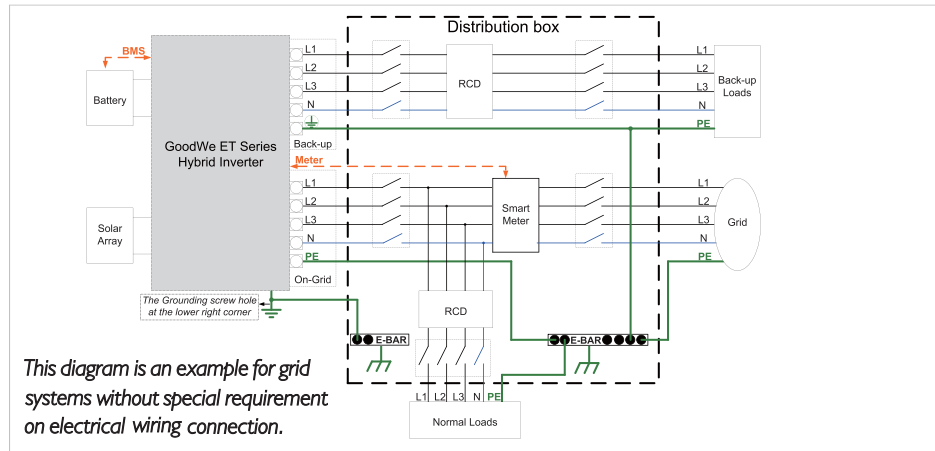 Distribution box
BMS
L1
L2
L3
N
Back-up
Battery
GoodWe ET Series
Hybrid Inverter
RCD
L1
L2
L3
N
PE
Back-up
Loads
Meter
L1
L2
L3
N
PE
On-Grid
Solar
Array
Smart
Meter
L1
L2
L3
N
PE
Grid
The Grounding screw hole
at the lower right corner
RCD
E-BAR
E-BAR
L1 L2 L3 N PE
Normal Loads
This diagram is an example for grid
systems without special requirement
on electrical wiring connection.